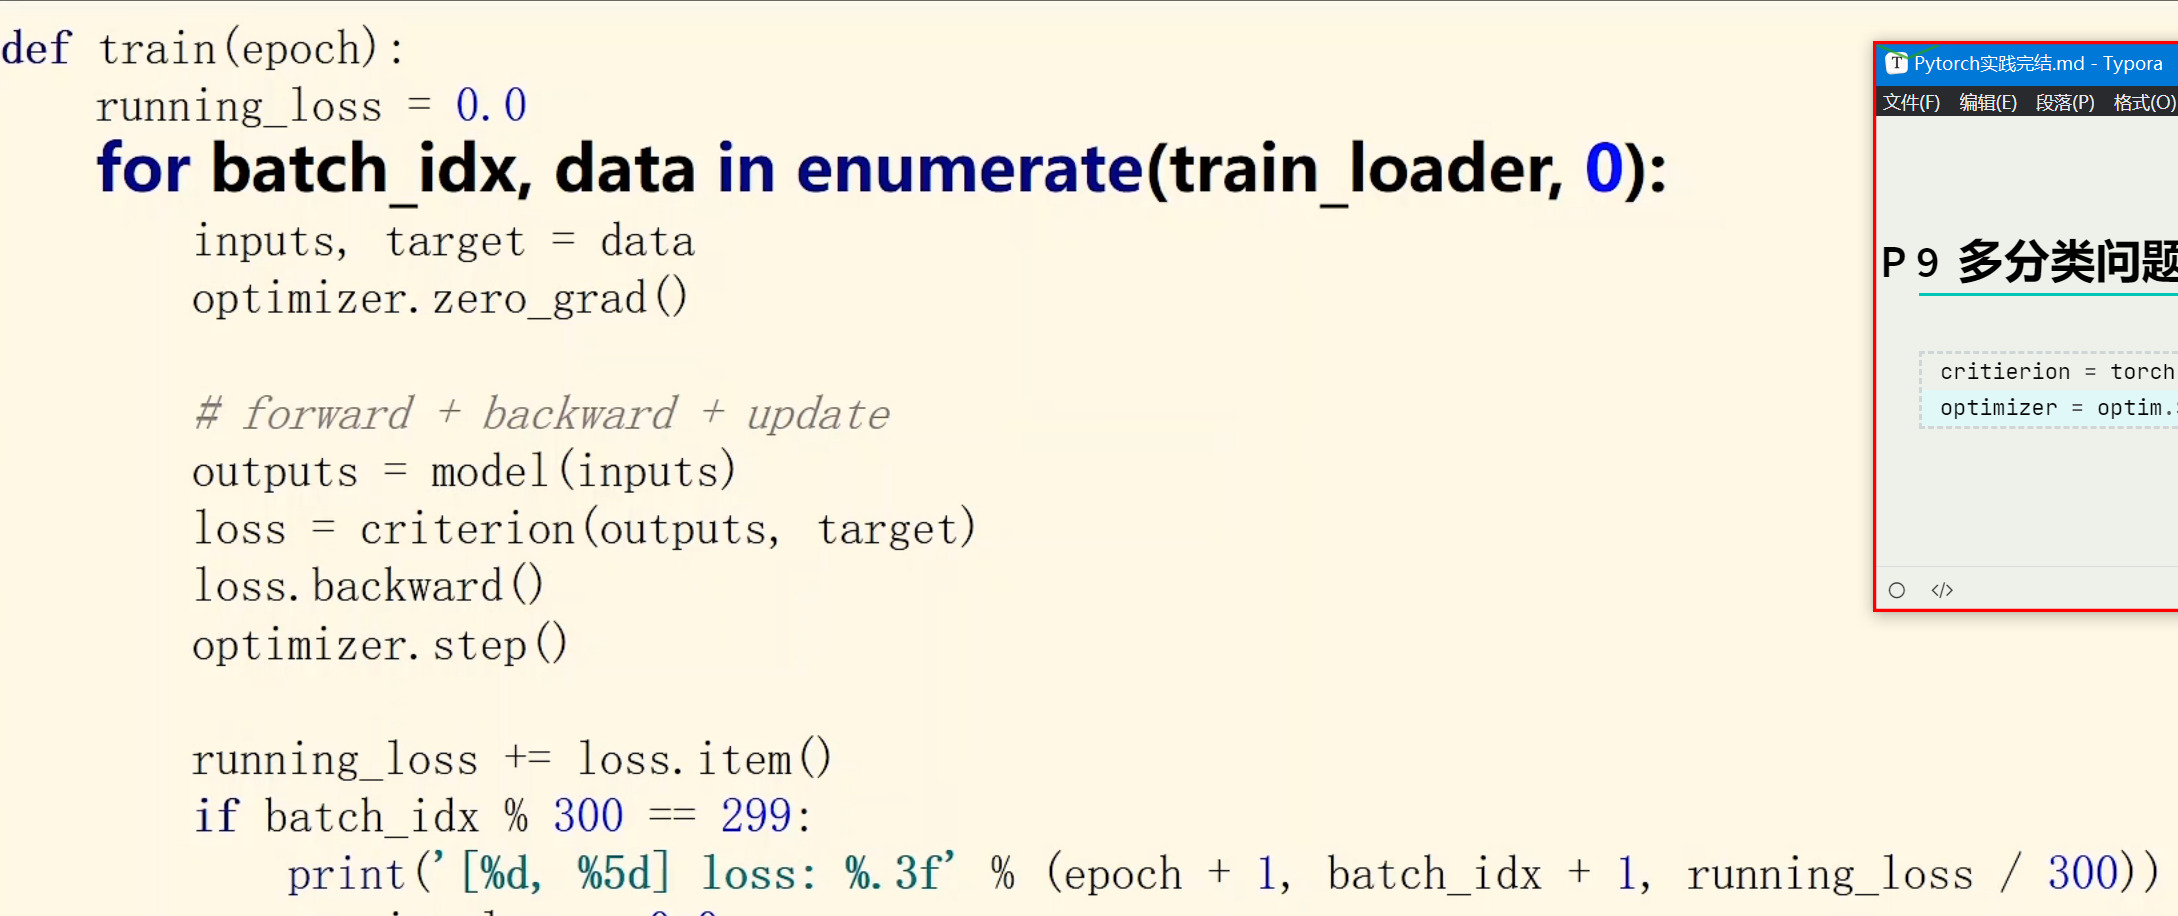 def train(epoch):
    running_loss = 0.0
    for batch_idx, data in enumerate(train_loader, 0):
        inputs, target = data
        optimizer.zero_grad()
        # forward + backward + update
        outputs = model(inputs)
        loss = criterion(outputs, target)
        loss.backward()
        optimizer.step()
        running_loss += loss.item()
        if batch_idx % 300 == 299:
            print('[%d, %5d] loss: %.3f' % (epoch + 1, batch_idx + 1, running_loss / 300))
T Pytorch实践完结.md - Typora
文件(F) 编辑(E) 段落(P) 格式(O)
P 9 多分类问题
critierion = torch
optimizer = optim.
</>